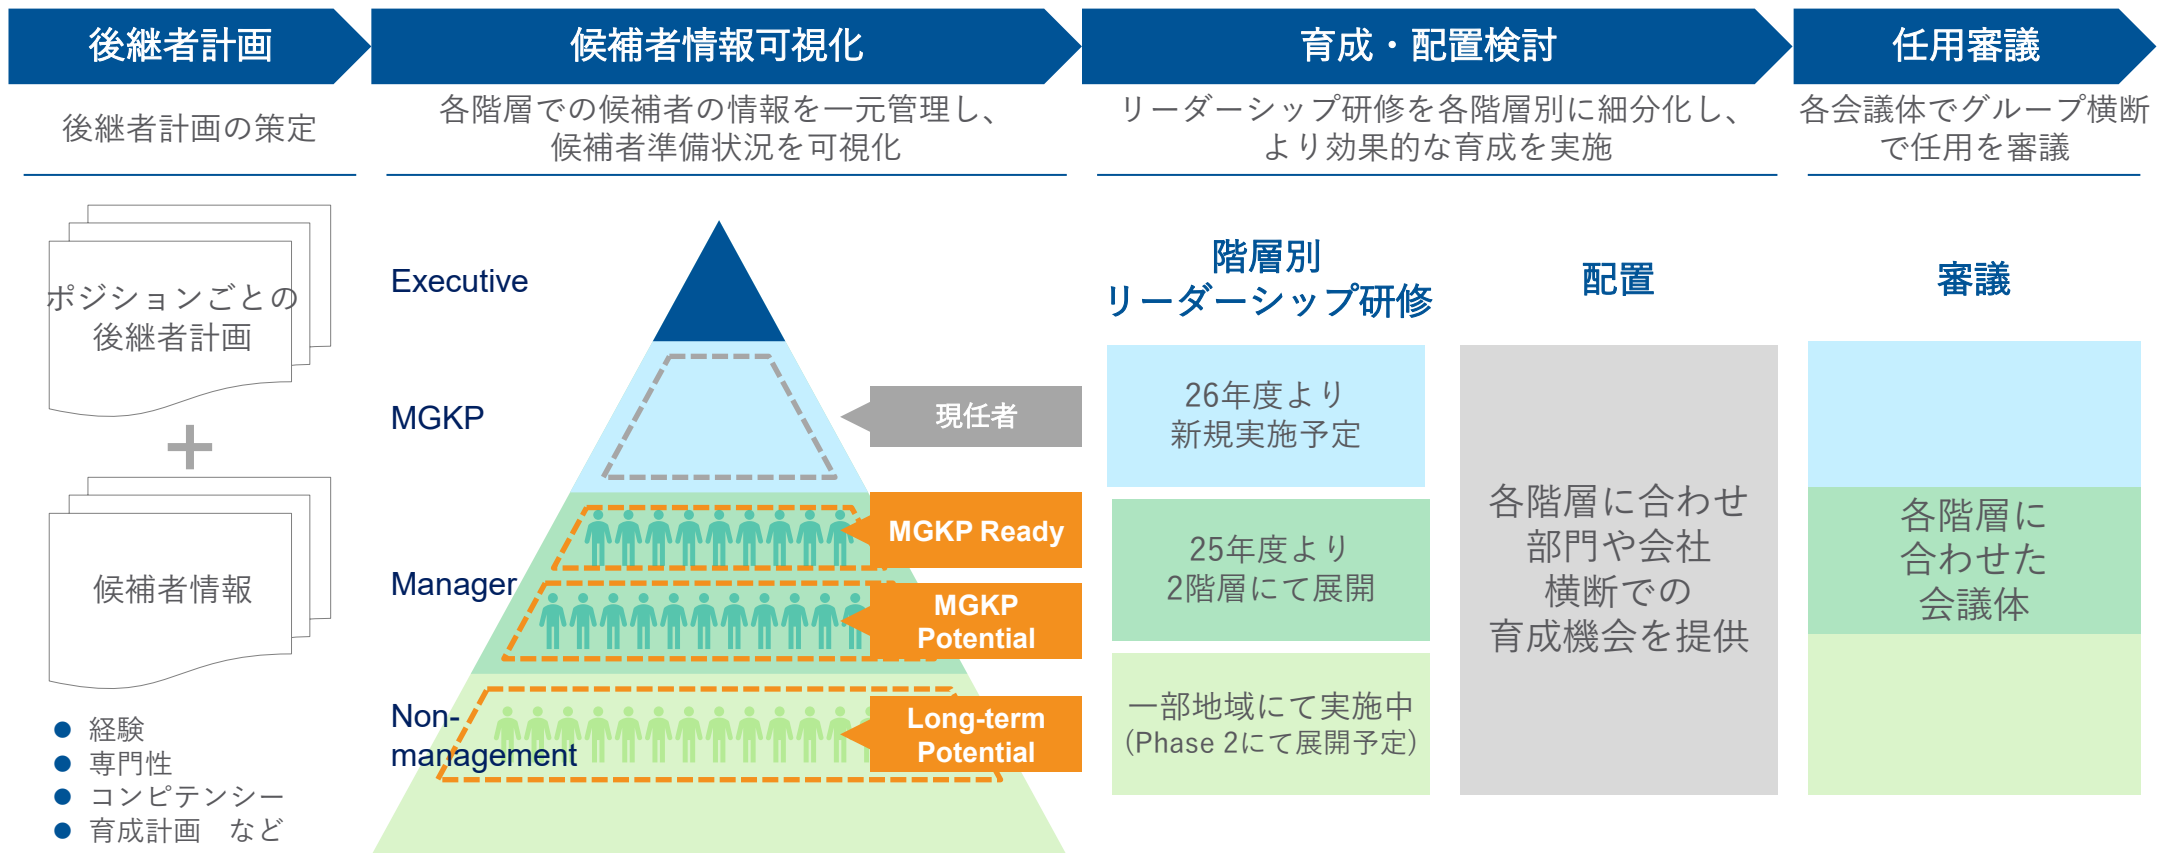 後継者計画
候補者情報可視化
育成・配置検討
任用審議
後継者計画の策定
各階層での候補者の情報を一元管理し、
候補者準備状況を可視化
リーダーシップ研修を各階層別に細分化し、
より効果的な育成を実施
各会議体でグループ横断
で任用を審議
ポジションごとの
後継者計画
候補者情報
経験
専門性
コンピテンシー
育成計画　など
Executive
MGKP
Manager
Non-
management
現任者
MGKP Ready
MGKP
Potential
Long-term
Potential
階層別
リーダーシップ研修
26年度より
新規実施予定
25年度より
2階層にて展開
一部地域にて実施中
(Phase 2にて展開予定)
配置
各階層に合わせ
部門や会社
横断での
育成機会を提供
審議
各階層に
合わせた
会議体